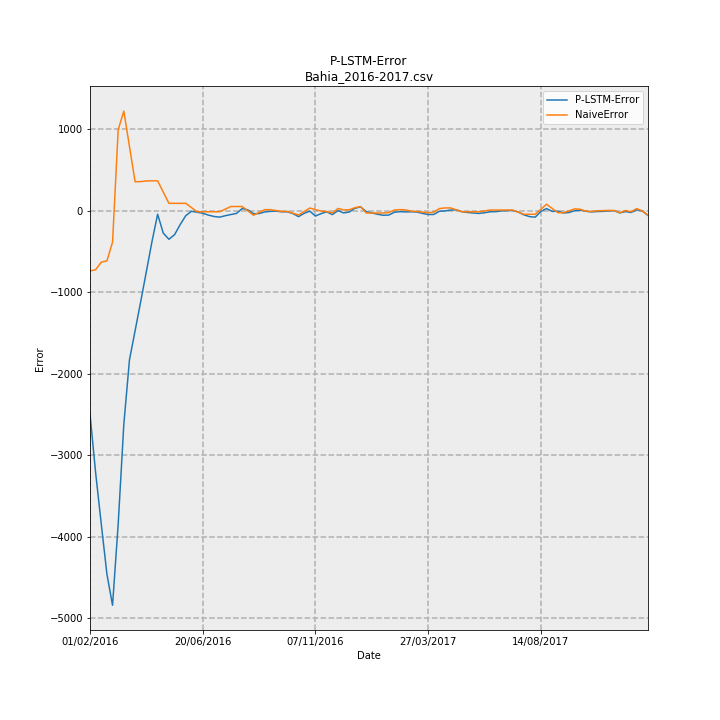 P-LSTM-Error
Bahia_2016-2017.csv
P-LSTM-Error
NaiveError
1000
0
−1000
−2000
−3000
−4000
−5000
Error
01/02/2016 20/06/2016 07/11/2016 27/03/2017 14/08/2017
Date